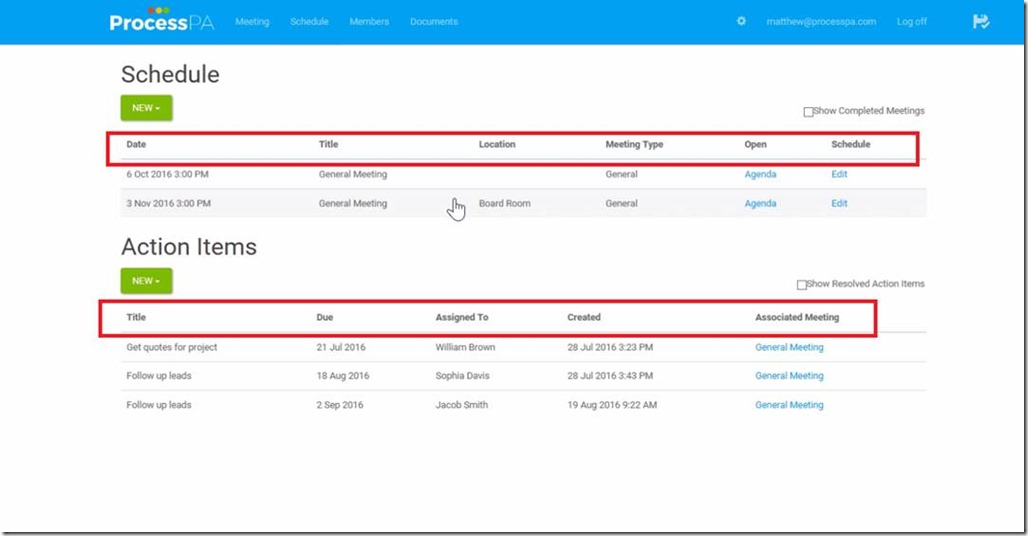 ProcessPA Meeting Schedule Members Documents matthew@processpa.com Log off
Schedule
NEW
Show Completed Meetings
Date Title Location Meeting Type Open Schedule
6 Oct 2016 3:00 PM General Meeting General Agenda Edit
3 Nov 2016 3:00 PM General Meeting Board Room General Agenda Edit
Action Items
NEW
Show Resolved Action Items
Title Due Assigned To Created Associated Meeting
Get quotes for project 21 Jul 2016 William Brown 28 Jul 2016 3:23 PM General Meeting
Follow up leads 18 Aug 2016 Sophia Davis 28 Jul 2016 3:43 PM General Meeting
Follow up leads 2 Sep 2016 Jacob Smith 19 Aug 2016 9:22 AM General Meeting